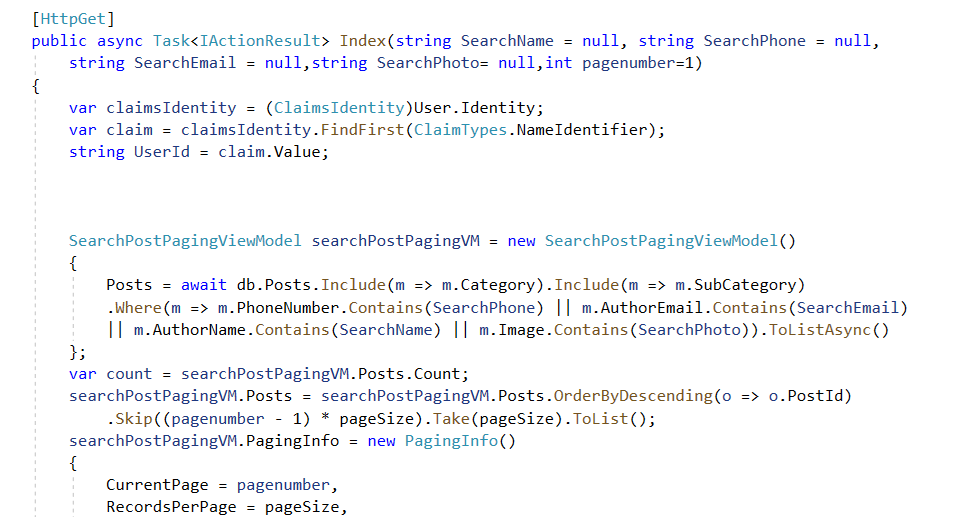 [HttpGet]
public async Task<IActionResult> Index(string SearchName = null, string SearchPhone = null,
string SearchEmail = null,string SearchPhoto= null,int pagenumber=1)
{
var claimsIdentity = (ClaimsIdentity)User.Identity;
var claim = claimsIdentity.FindFirst(ClaimTypes.NameIdentifier);
string UserId = claim.Value;
SearchPostPagingViewModel searchPostPagingVM = new SearchPostPagingViewModel()
{
Posts = await db.Posts.Include(m => m.Category).Include(m => m.SubCategory)
.Where(m => m.PhoneNumber.Contains(SearchPhone) || m.AuthorEmail.Contains(SearchEmail)
|| m.AuthorName.Contains(SearchName) || m.Image.Contains(SearchPhoto)).ToListAsync()
};
var count = searchPostPagingVM.Posts.Count;
searchPostPagingVM.Posts = searchPostPagingVM.Posts.OrderByDescending(o => o.PostId)
.Skip((pagenumber - 1) * pageSize).Take(pageSize).ToList();
searchPostPagingVM.PagingInfo = new PagingInfo()
{
CurrentPage = pagenumber,
RecordsPerPage = pageSize,